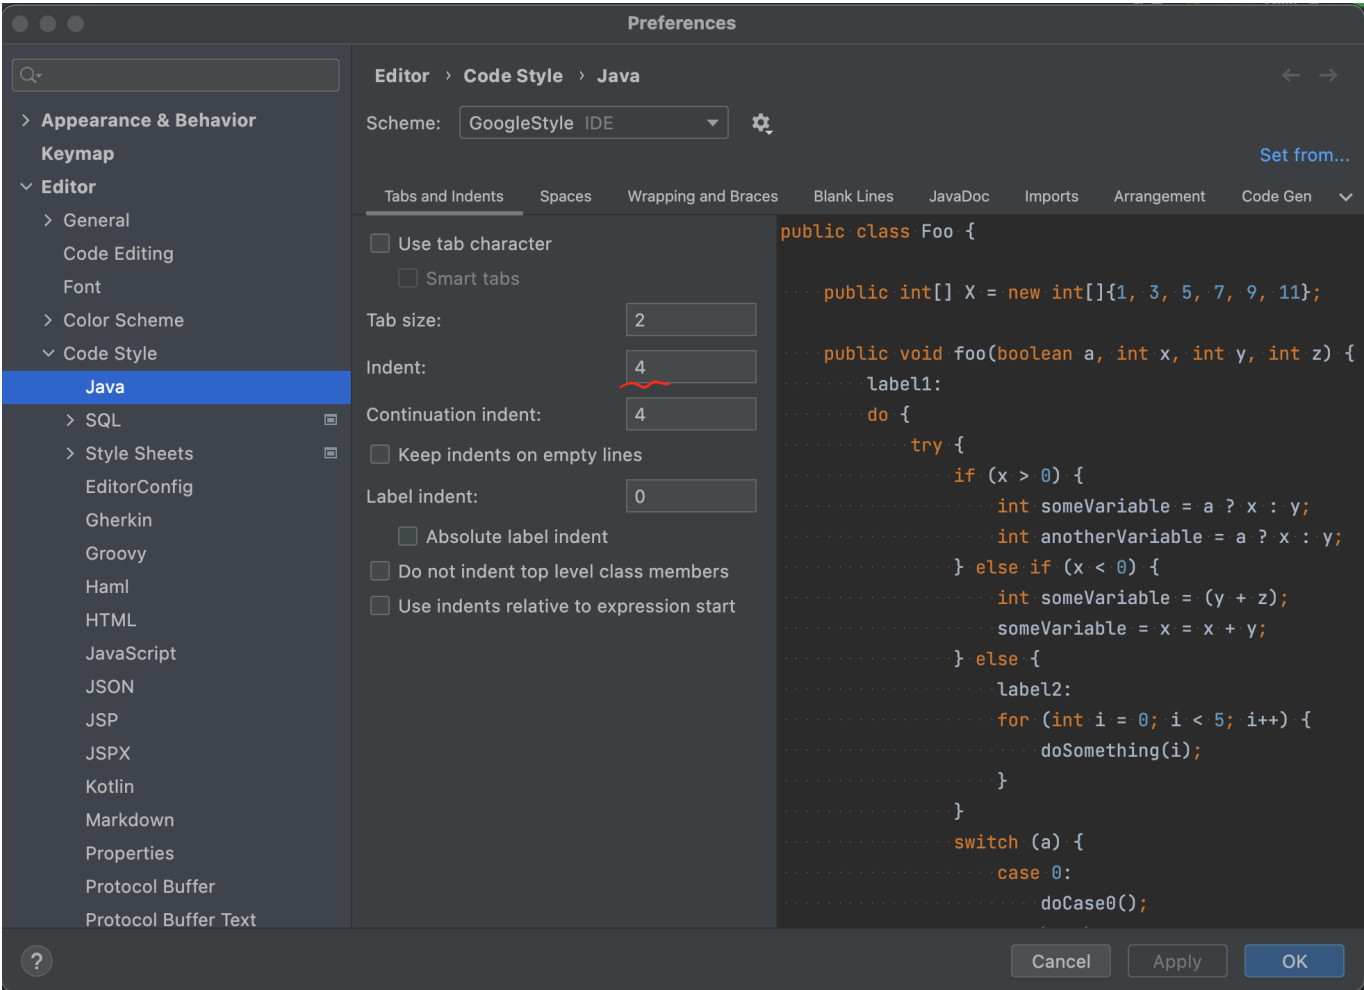 Preferences
Editor › Code Style › Java
Scheme: GoogleStyle IDE
Set from...
Appearance & Behavior
Keymap
Editor
General
Code Editing
Font
Color Scheme
Code Style
Java
SQL
Style Sheets
EditorConfig
Gherkin
Groovy
Haml
HTML
JavaScript
JSON
JSP
JSPX
Kotlin
Markdown
Properties
Protocol Buffer
Protocol Buffer Text
Tabs and Indents Spaces Wrapping and Braces Blank Lines JavaDoc Imports Arrangement Code Gen
Use tab character
Smart tabs
Tab size: 2
Indent: 4
Continuation indent: 4
Keep indents on empty lines
Label indent: 0
Absolute label indent
Do not indent top level class members
Use indents relative to expression start
public class Foo {
public int[] X = new int[]{1, 3, 5, 7, 9, 11};
public void foo(boolean a, int x, int y, int z) {
label1:
do {
try {
if (x > 0) {
int someVariable = a ? x : y;
int anotherVariable = a ? x : y;
} else if (x < 0) {
int someVariable = (y + z);
someVariable = x = x + y;
} else {
label2:
for (int i = 0; i < 5; i++) {
doSomething(i);
}
}
switch (a) {
case 0:
doCase0();
? Cancel Apply OK